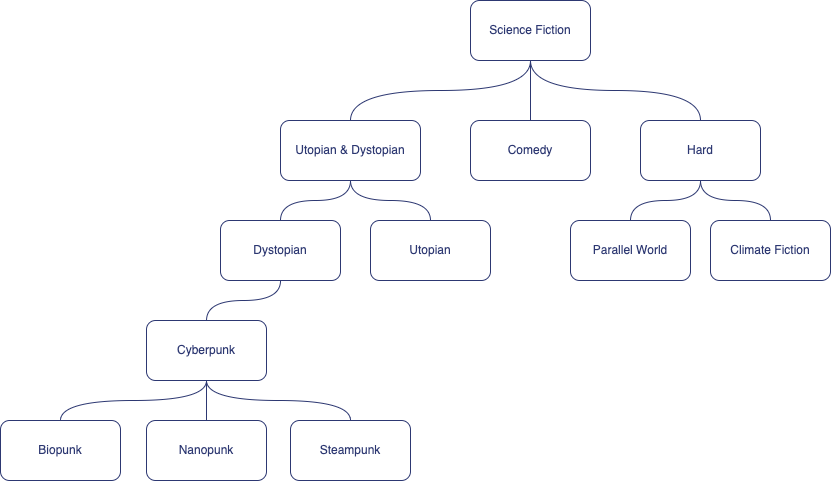 Science Fiction
Utopian & Dystopian
Comedy
Hard
Dystopian
Utopian
Parallel World
Climate Fiction
Cyberpunk
Biopunk
Nanopunk
Steampunk